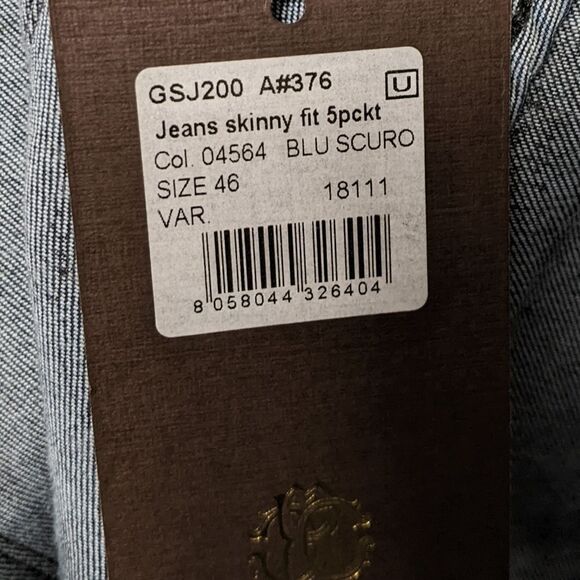 GSJ200 A#376 U
Jeans skinny fit 5pckt
Col. 04564 BLU SCURO
SIZE 46 18111
VAR.
8 058044 326404